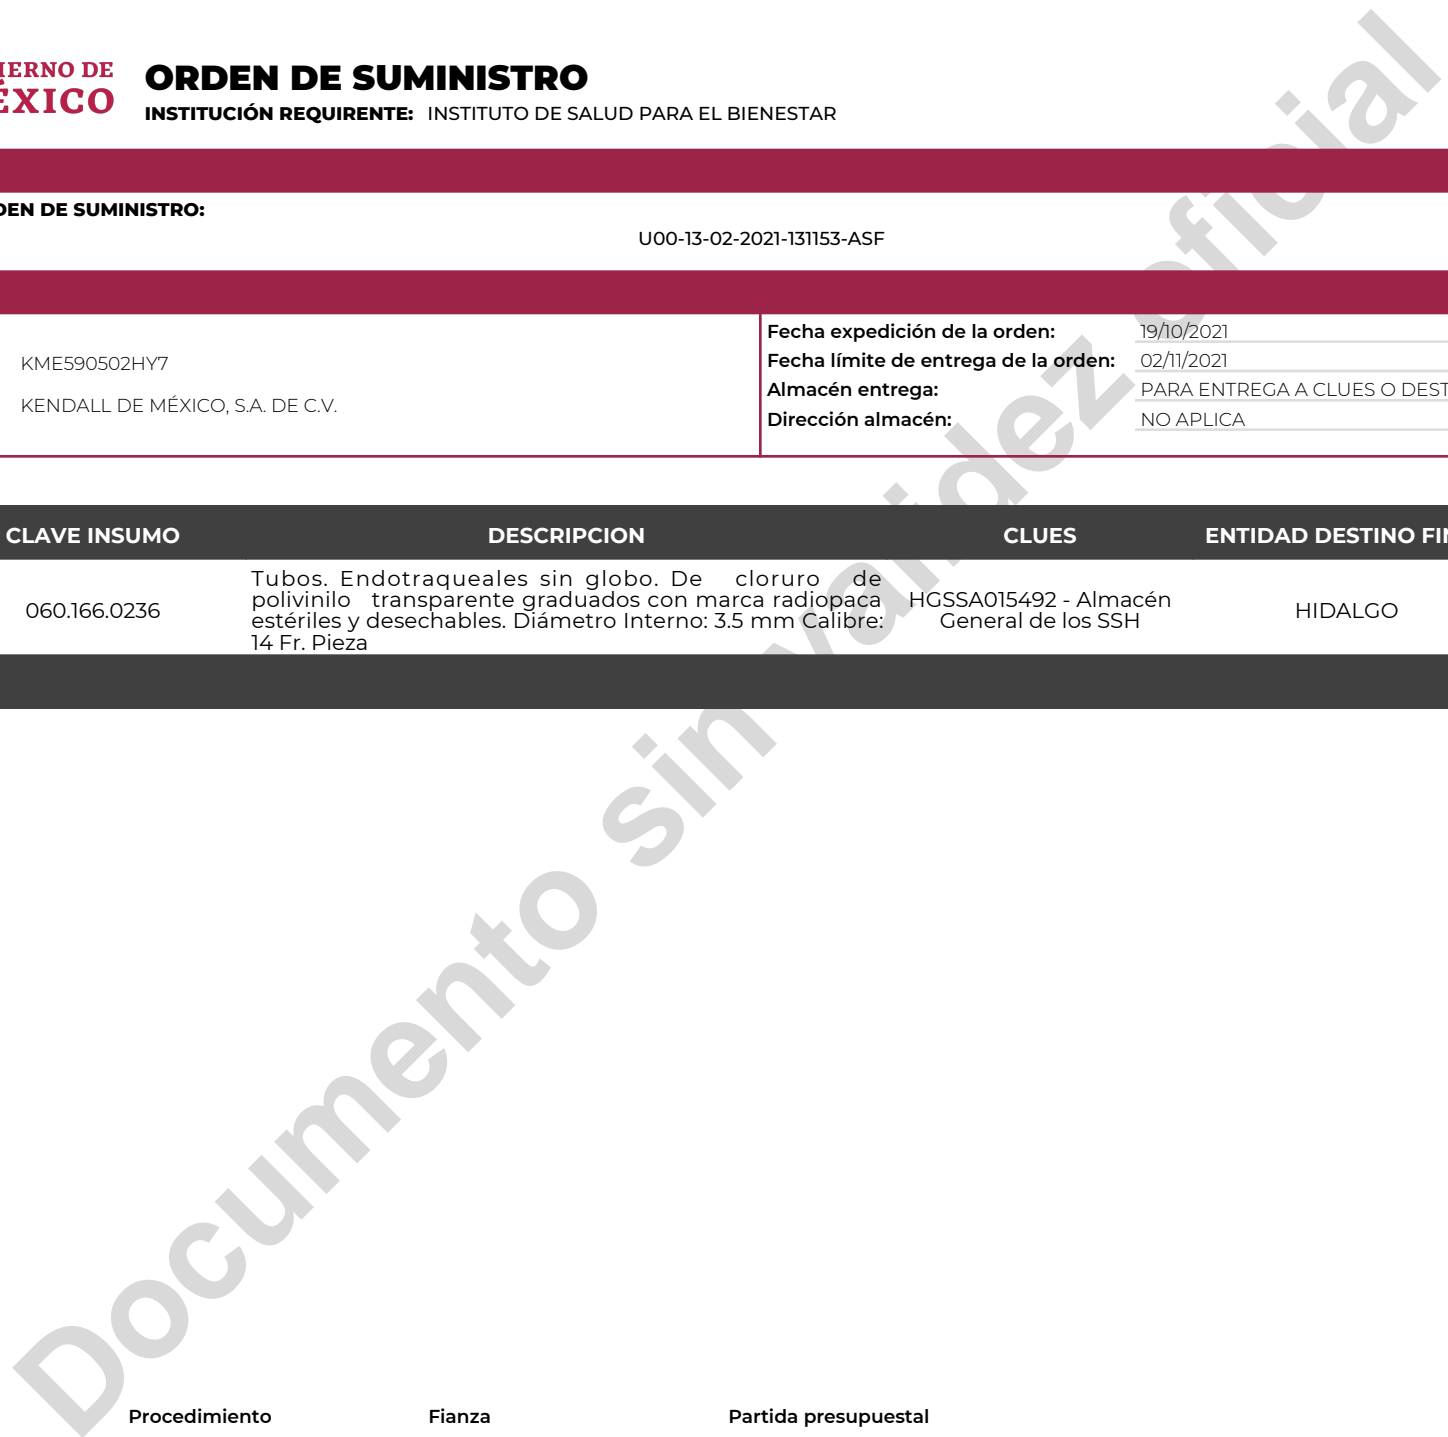 IERNO DE
ÉXICO
ORDEN DE SUMINISTRO
INSTITUCIÓN REQUIRENTE: INSTITUTO DE SALUD PARA EL BIENESTAR
DEN DE SUMINISTRO:
U00-13-02-2021-131153-ASF
KME590502HY7
KENDALL DE MÉXICO, S.A. DE C.V.
Fecha expedición de la orden: 19/10/2021
Fecha límite de entrega de la orden: 02/11/2021
Almacén entrega: PARA ENTREGA A CLUES O DEST
Dirección almacén: NO APLICA
CLAVE INSUMO DESCRIPCION CLUES ENTIDAD DESTINO FIN
060.166.0236
Tubos. Endotraqueales sin globo. De cloruro de
polivinilo transparente graduados con marca radiopaca
estériles y desechables. Diámetro Interno: 3.5 mm Calibre:
14 Fr. Pieza
HGSSA015492 - Almacén
General de los SSH
HIDALGO
Documento sin validez oficial
Procedimiento Fianza Partida presupuestal